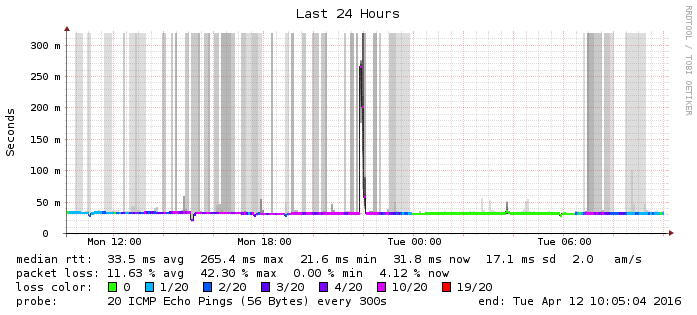 Last 24 Hours
RRDTOOL / TOBI OETIKER
Seconds
300 m
250 m
200 m
150 m
100 m
50 m
0
Mon 12:00 Mon 18:00 Tue 00:00 Tue 06:00
median rtt: 33.5 ms avg 265.4 ms max 21.6 ms min 31.8 ms now 17.1 ms sd 2.0 am/s
packet loss: 11.63 % avg 42.30 % max 0.00 % min 4.12 % now
loss color: 0 1/20 2/20 3/20 4/20 10/20 19/20
probe: 20 ICMP Echo Pings (56 Bytes) every 300s end: Tue Apr 12 10:05:04 2016